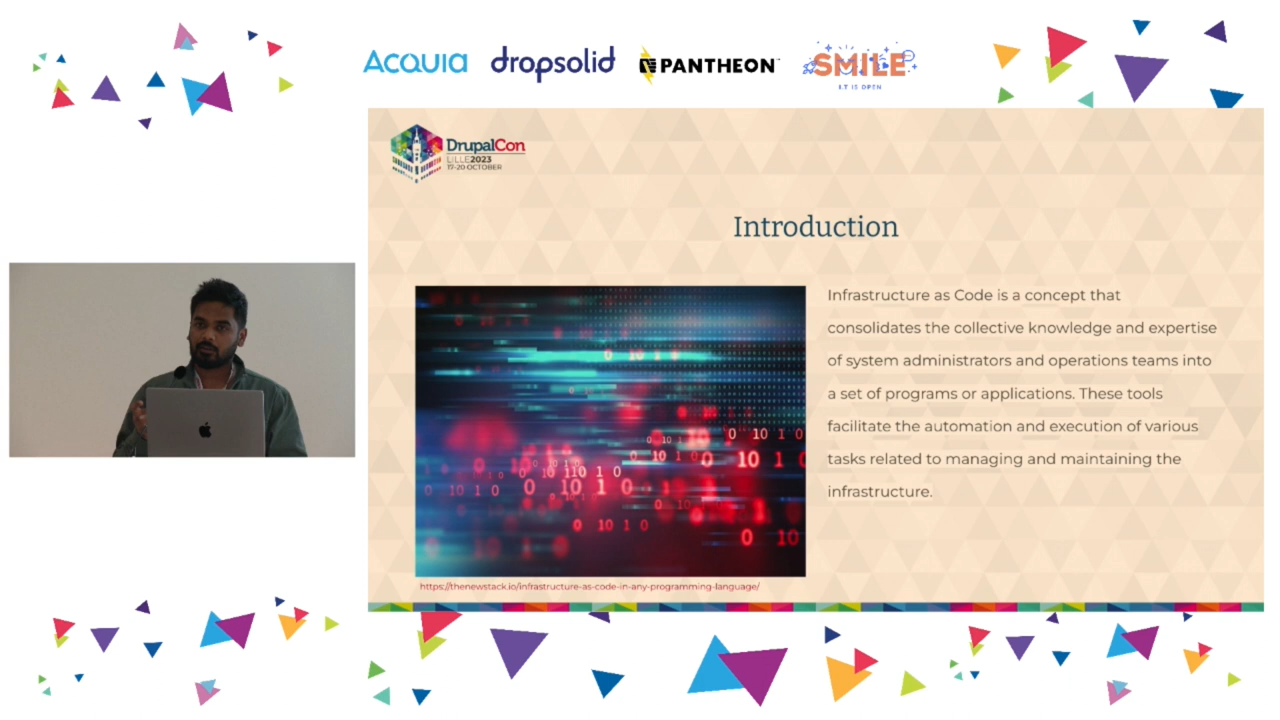 ACQUIA dropsolid PANTHEON SMILE
I.T IS OPEN
DrupalCon
LILLE2023
17-20 OCTOBER
Introduction
Infrastructure as Code is a concept that
consolidates the collective knowledge and expertise
of system administrators and operations teams into
a set of programs or applications. These tools
facilitate the automation and execution of various
tasks related to managing and maintaining the
infrastructure.
https://thenewstack.io/infrastructure-as-code-in-any-programming-language/